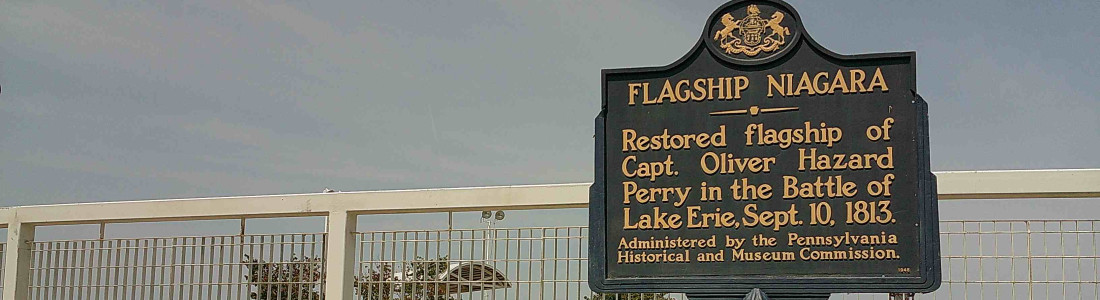 FLAGSHIP NIAGARA
Restored flagship of
Capt. Oliver Hazard
Perry in the Battle of
Lake Erie, Sept. 10, 1813.
Administered by the Pennsylvania
Historical and Museum Commission.